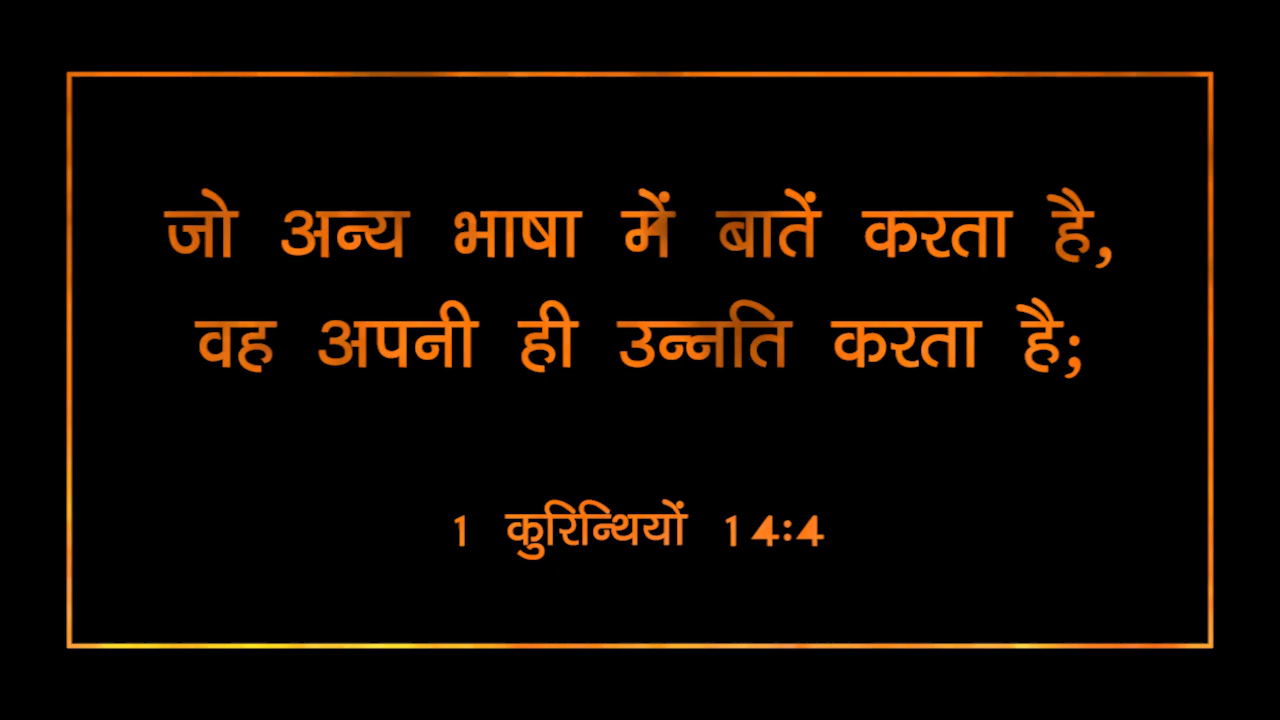 जो अन्य भाषा में बातें करता है,
वह अपनी ही उन्नति करता है;
1 कुरिन्थियों 14:4